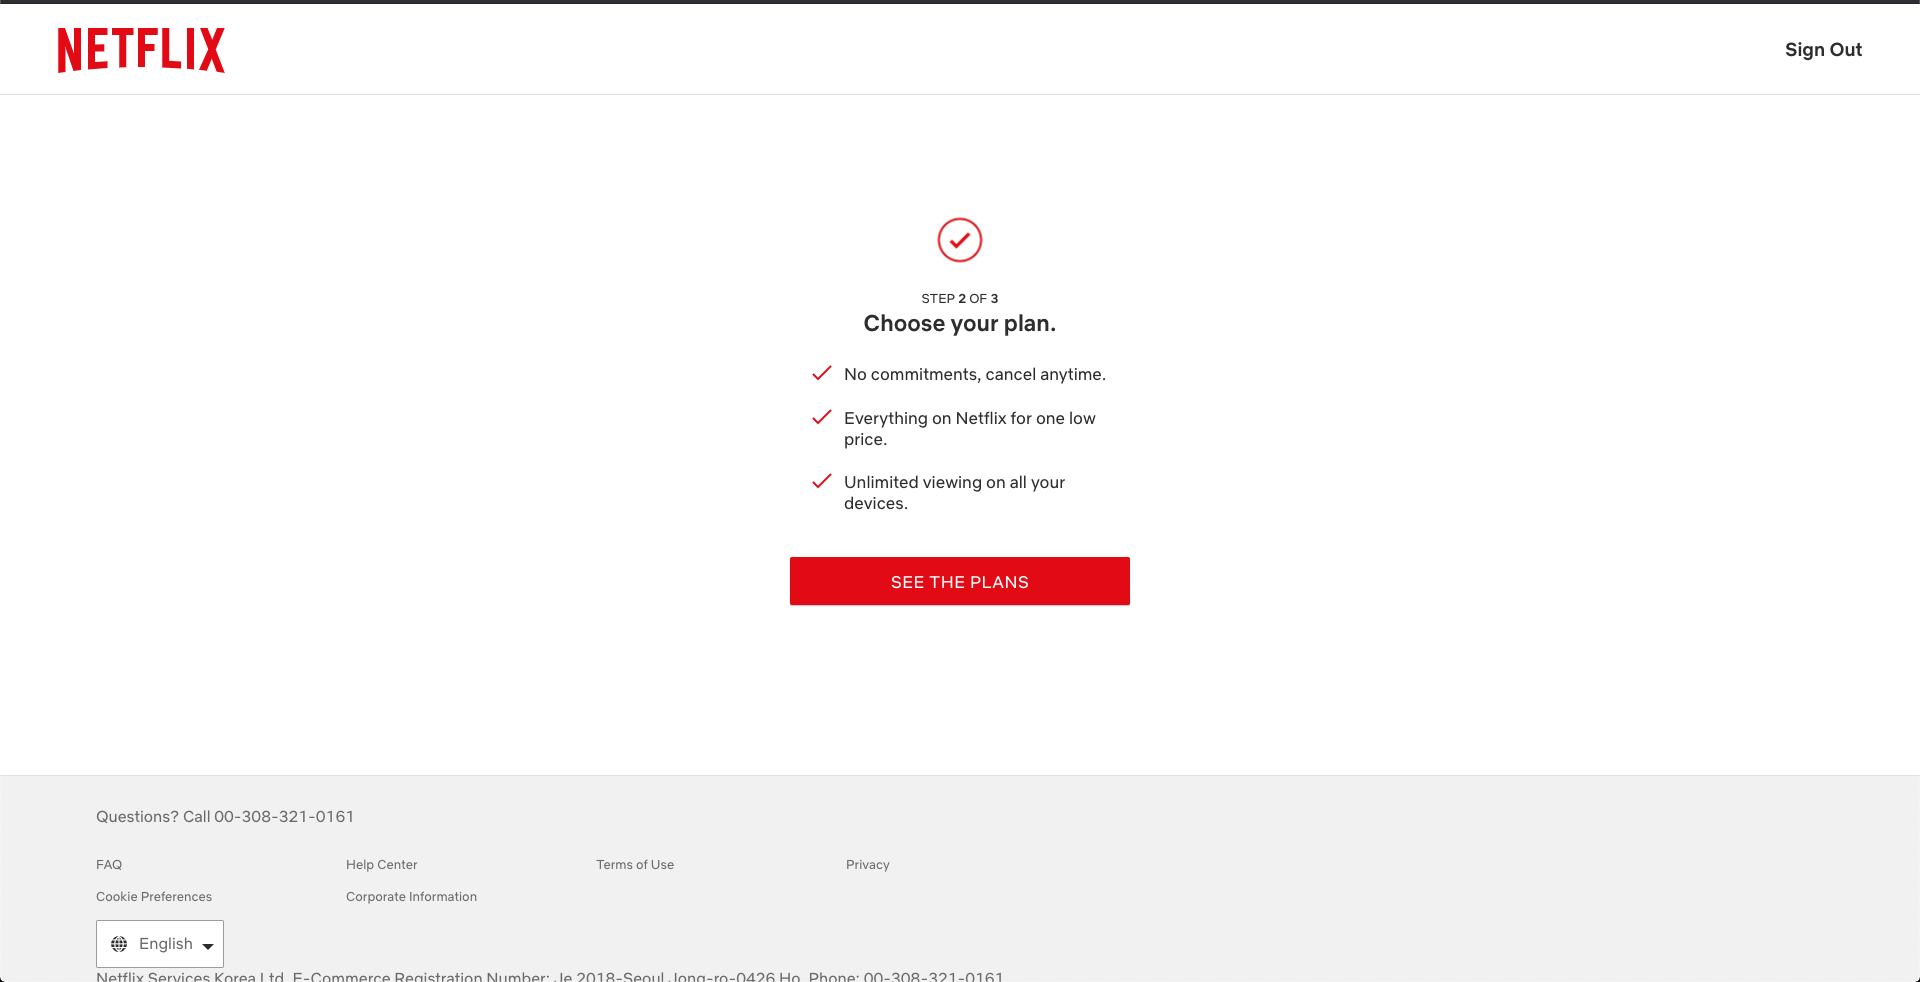 NETFLIX
Sign Out
STEP 2 OF 3
Choose your plan.
No commitments, cancel anytime.
Everything on Netflix for one low
price.
Unlimited viewing on all your
devices.
SEE THE PLANS
Questions? Call 00-308-321-0161
FAQ
Help Center
Terms of Use
Privacy
Cookie Preferences
Corporate Information
English
Netflix Services Korea Ltd. E-Commerce Registration Number: Je 2018-Seoul Jong-ro-0426 Ho. Phone: 00-308-321-0161